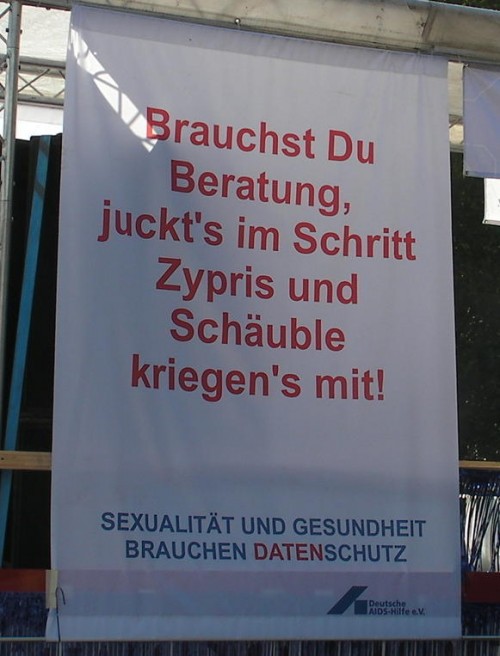 Brauchst Du
Beratung,
juckt's im Schritt
Zypris und
Schäuble
kriegen's mit!
SEXUALITÄT UND GESUNDHEIT
BRAUCHEN DATENSCHUTZ
Deutsche
AIDS-Hilfe e.V.